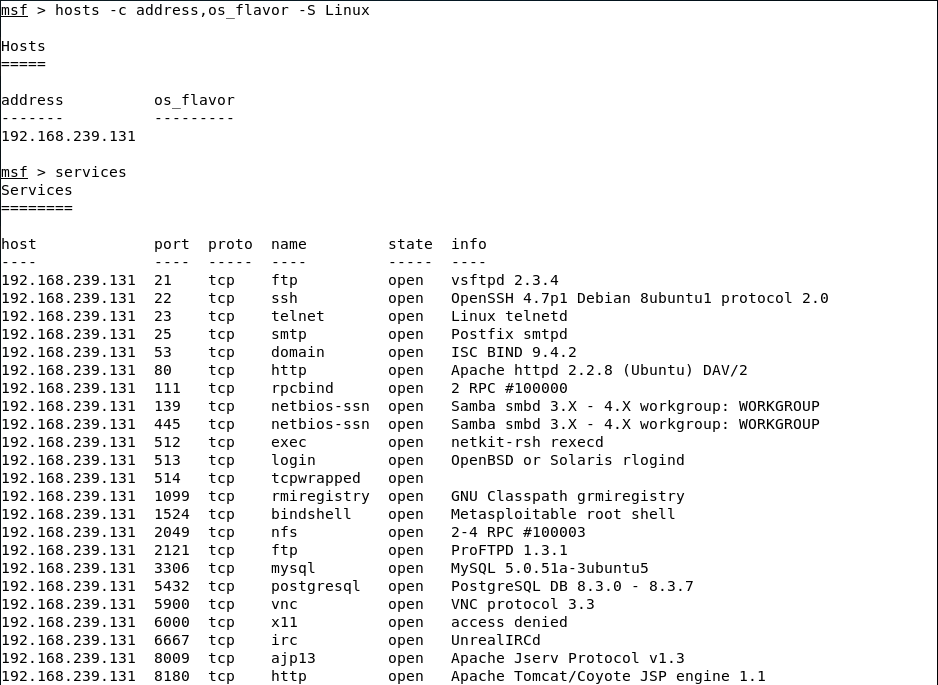 msf > hosts -c address,os_flavor -S Linux
Hosts
=====
address          os_flavor
-------          ---------
192.168.239.131
msf > services
Services
========
host             port  proto  name         state  info
----             ----  -----  ----         -----  ----
192.168.239.131  21    tcp    ftp          open   vsftpd 2.3.4
192.168.239.131  22    tcp    ssh          open   OpenSSH 4.7p1 Debian 8ubuntu1 protocol 2.0
192.168.239.131  23    tcp    telnet       open   Linux telnetd
192.168.239.131  25    tcp    smtp         open   Postfix smtpd
192.168.239.131  53    tcp    domain       open   ISC BIND 9.4.2
192.168.239.131  80    tcp    http         open   Apache httpd 2.2.8 (Ubuntu) DAV/2
192.168.239.131  111   tcp    rpcbind      open   2 RPC #100000
192.168.239.131  139   tcp    netbios-ssn  open   Samba smbd 3.X - 4.X workgroup: WORKGROUP
192.168.239.131  445   tcp    netbios-ssn  open   Samba smbd 3.X - 4.X workgroup: WORKGROUP
192.168.239.131  512   tcp    exec         open   netkit-rsh rexecd
192.168.239.131  513   tcp    login        open   OpenBSD or Solaris rlogind
192.168.239.131  514   tcp    tcpwrapped   open
192.168.239.131  1099  tcp    rmiregistry  open   GNU Classpath grmiregistry
192.168.239.131  1524  tcp    bindshell    open   Metasploitable root shell
192.168.239.131  2049  tcp    nfs          open   2-4 RPC #100003
192.168.239.131  2121  tcp    ftp          open   ProFTPD 1.3.1
192.168.239.131  3306  tcp    mysql        open   MySQL 5.0.51a-3ubuntu5
192.168.239.131  5432  tcp    postgresql   open   PostgreSQL DB 8.3.0 - 8.3.7
192.168.239.131  5900  tcp    vnc          open   VNC protocol 3.3
192.168.239.131  6000  tcp    x11          open   access denied
192.168.239.131  6667  tcp    irc          open   UnrealIRCd
192.168.239.131  8009  tcp    ajp13        open   Apache Jserv Protocol v1.3
192.168.239.131  8180  tcp    http         open   Apache Tomcat/Coyote JSP engine 1.1